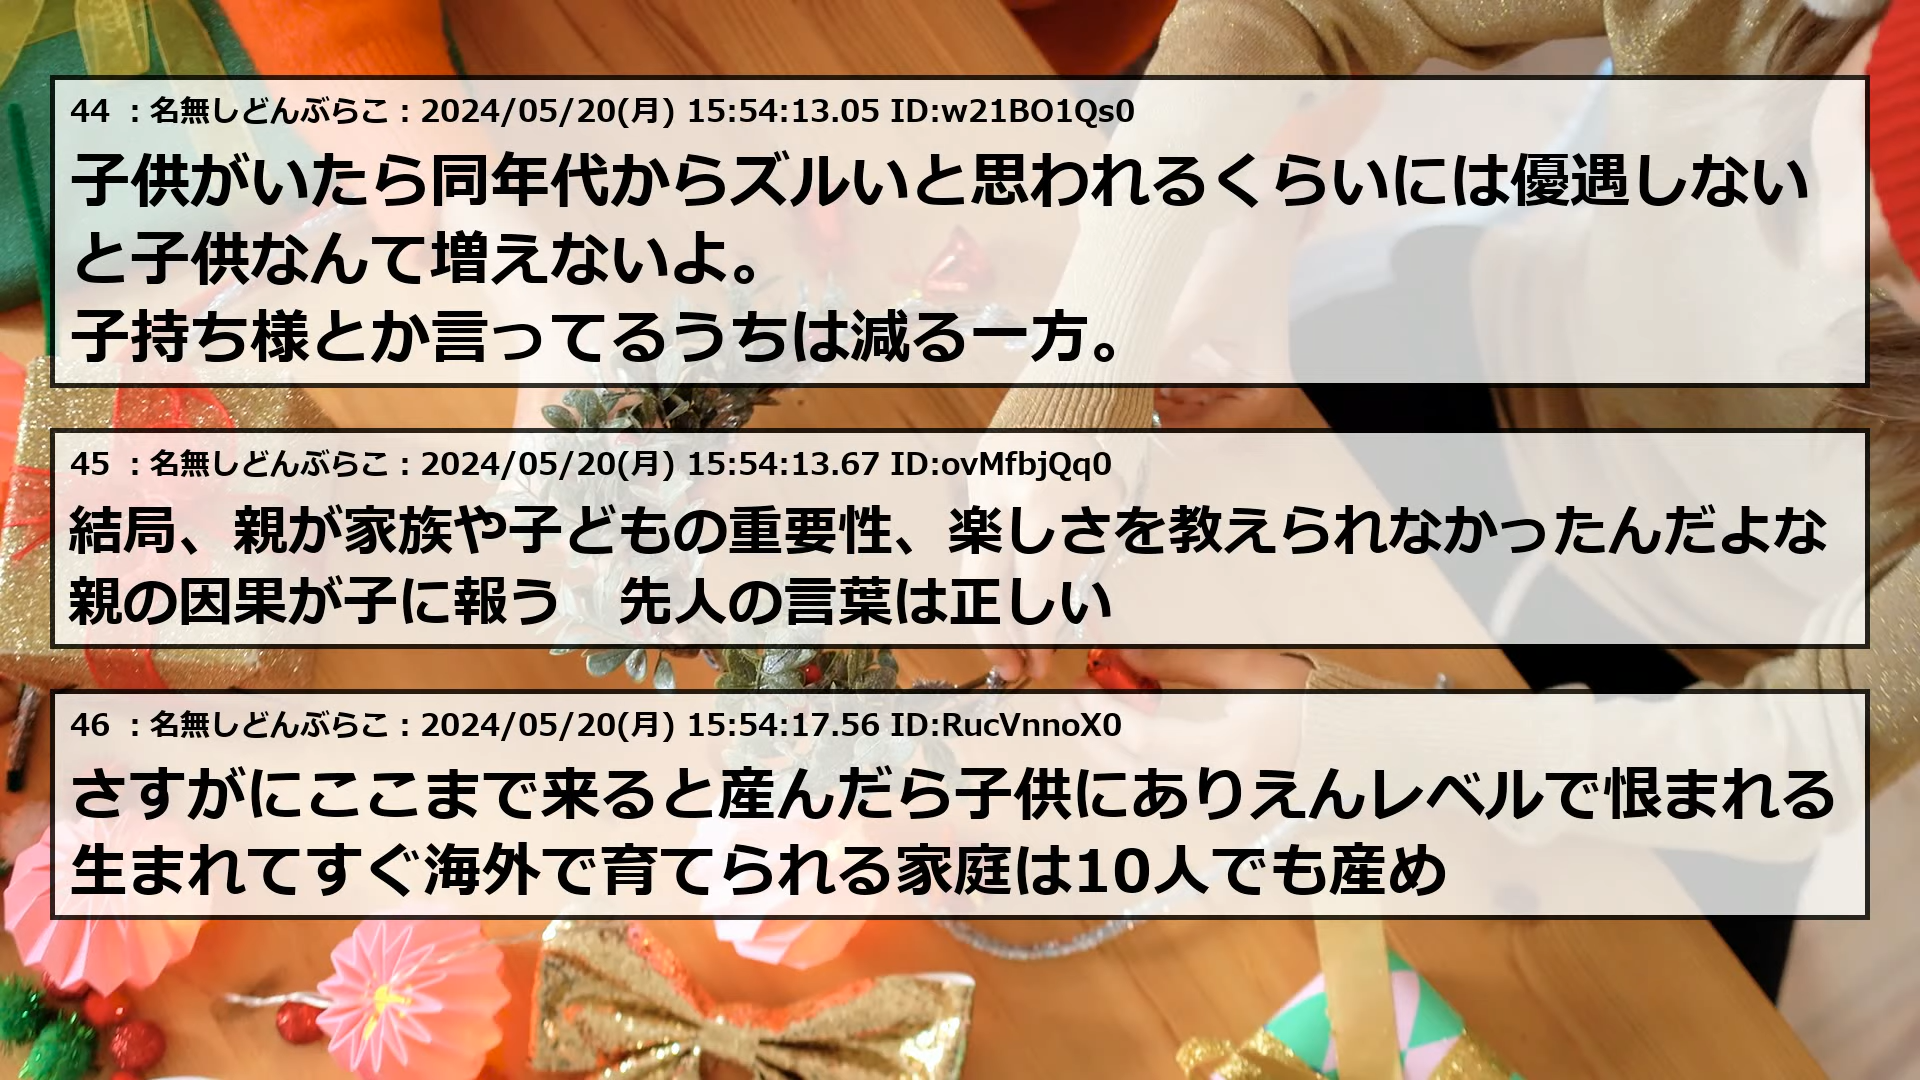 44 ：名無しどんぶらこ：2024/05/20(月) 15:54:13.05 ID:w21BO1Qs0
子供がいたら同年代からズルいと思われるくらいには優遇しない
と子供なんて増えないよ。
子持ち様とか言ってるうちは減る一方。
45 ：名無しどんぶらこ：2024/05/20(月) 15:54:13.67 ID:ovMfbjQq0
結局、親が家族や子どもの重要性、楽しさを教えられなかったんだよな
親の因果が子に報う　先人の言葉は正しい
46 ：名無しどんぶらこ：2024/05/20(月) 15:54:17.56 ID:RucVnnoX0
さすがにここまで来ると産んだら子供にありえんレベルで恨まれる
生まれてすぐ海外で育てられる家庭は10人でも産め